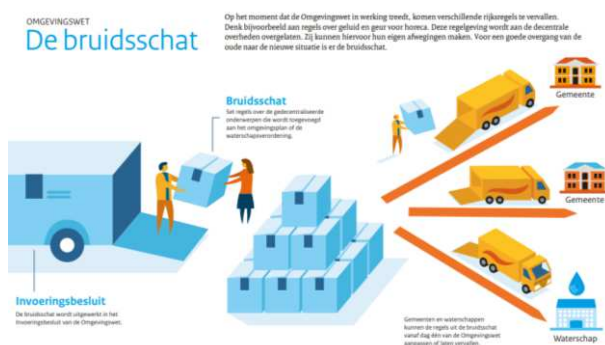 OMGEVINGSWET
De bruidsschat
Op het moment dat de Omgevingswet in werking treedt, komen verschillende rijksregels te vervallen.
Denk bijvoorbeeld aan regels over geluid en geur voor horeca. Deze regelgeving wordt aan de decentrale
overheden overgelaten. Zij kunnen hiervoor hun eigen afwegingen maken. Voor een goede overgang van de
oude naar de nieuwe situatie is er de bruidsschat.
Bruidsschat
Set regels over de gedecentraliseerde
onderwerpen die wordt toegevoegd
aan het omgevingsplan of de
waterschapsverordening.
Gemeente
Gemeente
Invoeringsbesluit
De bruidsschat wordt uitgewerkt in het
Invoeringsbesluit van de Omgevingswet.
Gemeenten en waterschappen
kunnen de regels uit de bruidsschat
vanaf dag één van de Omgevingswet
aanpassen of laten vervallen.
Waterschap